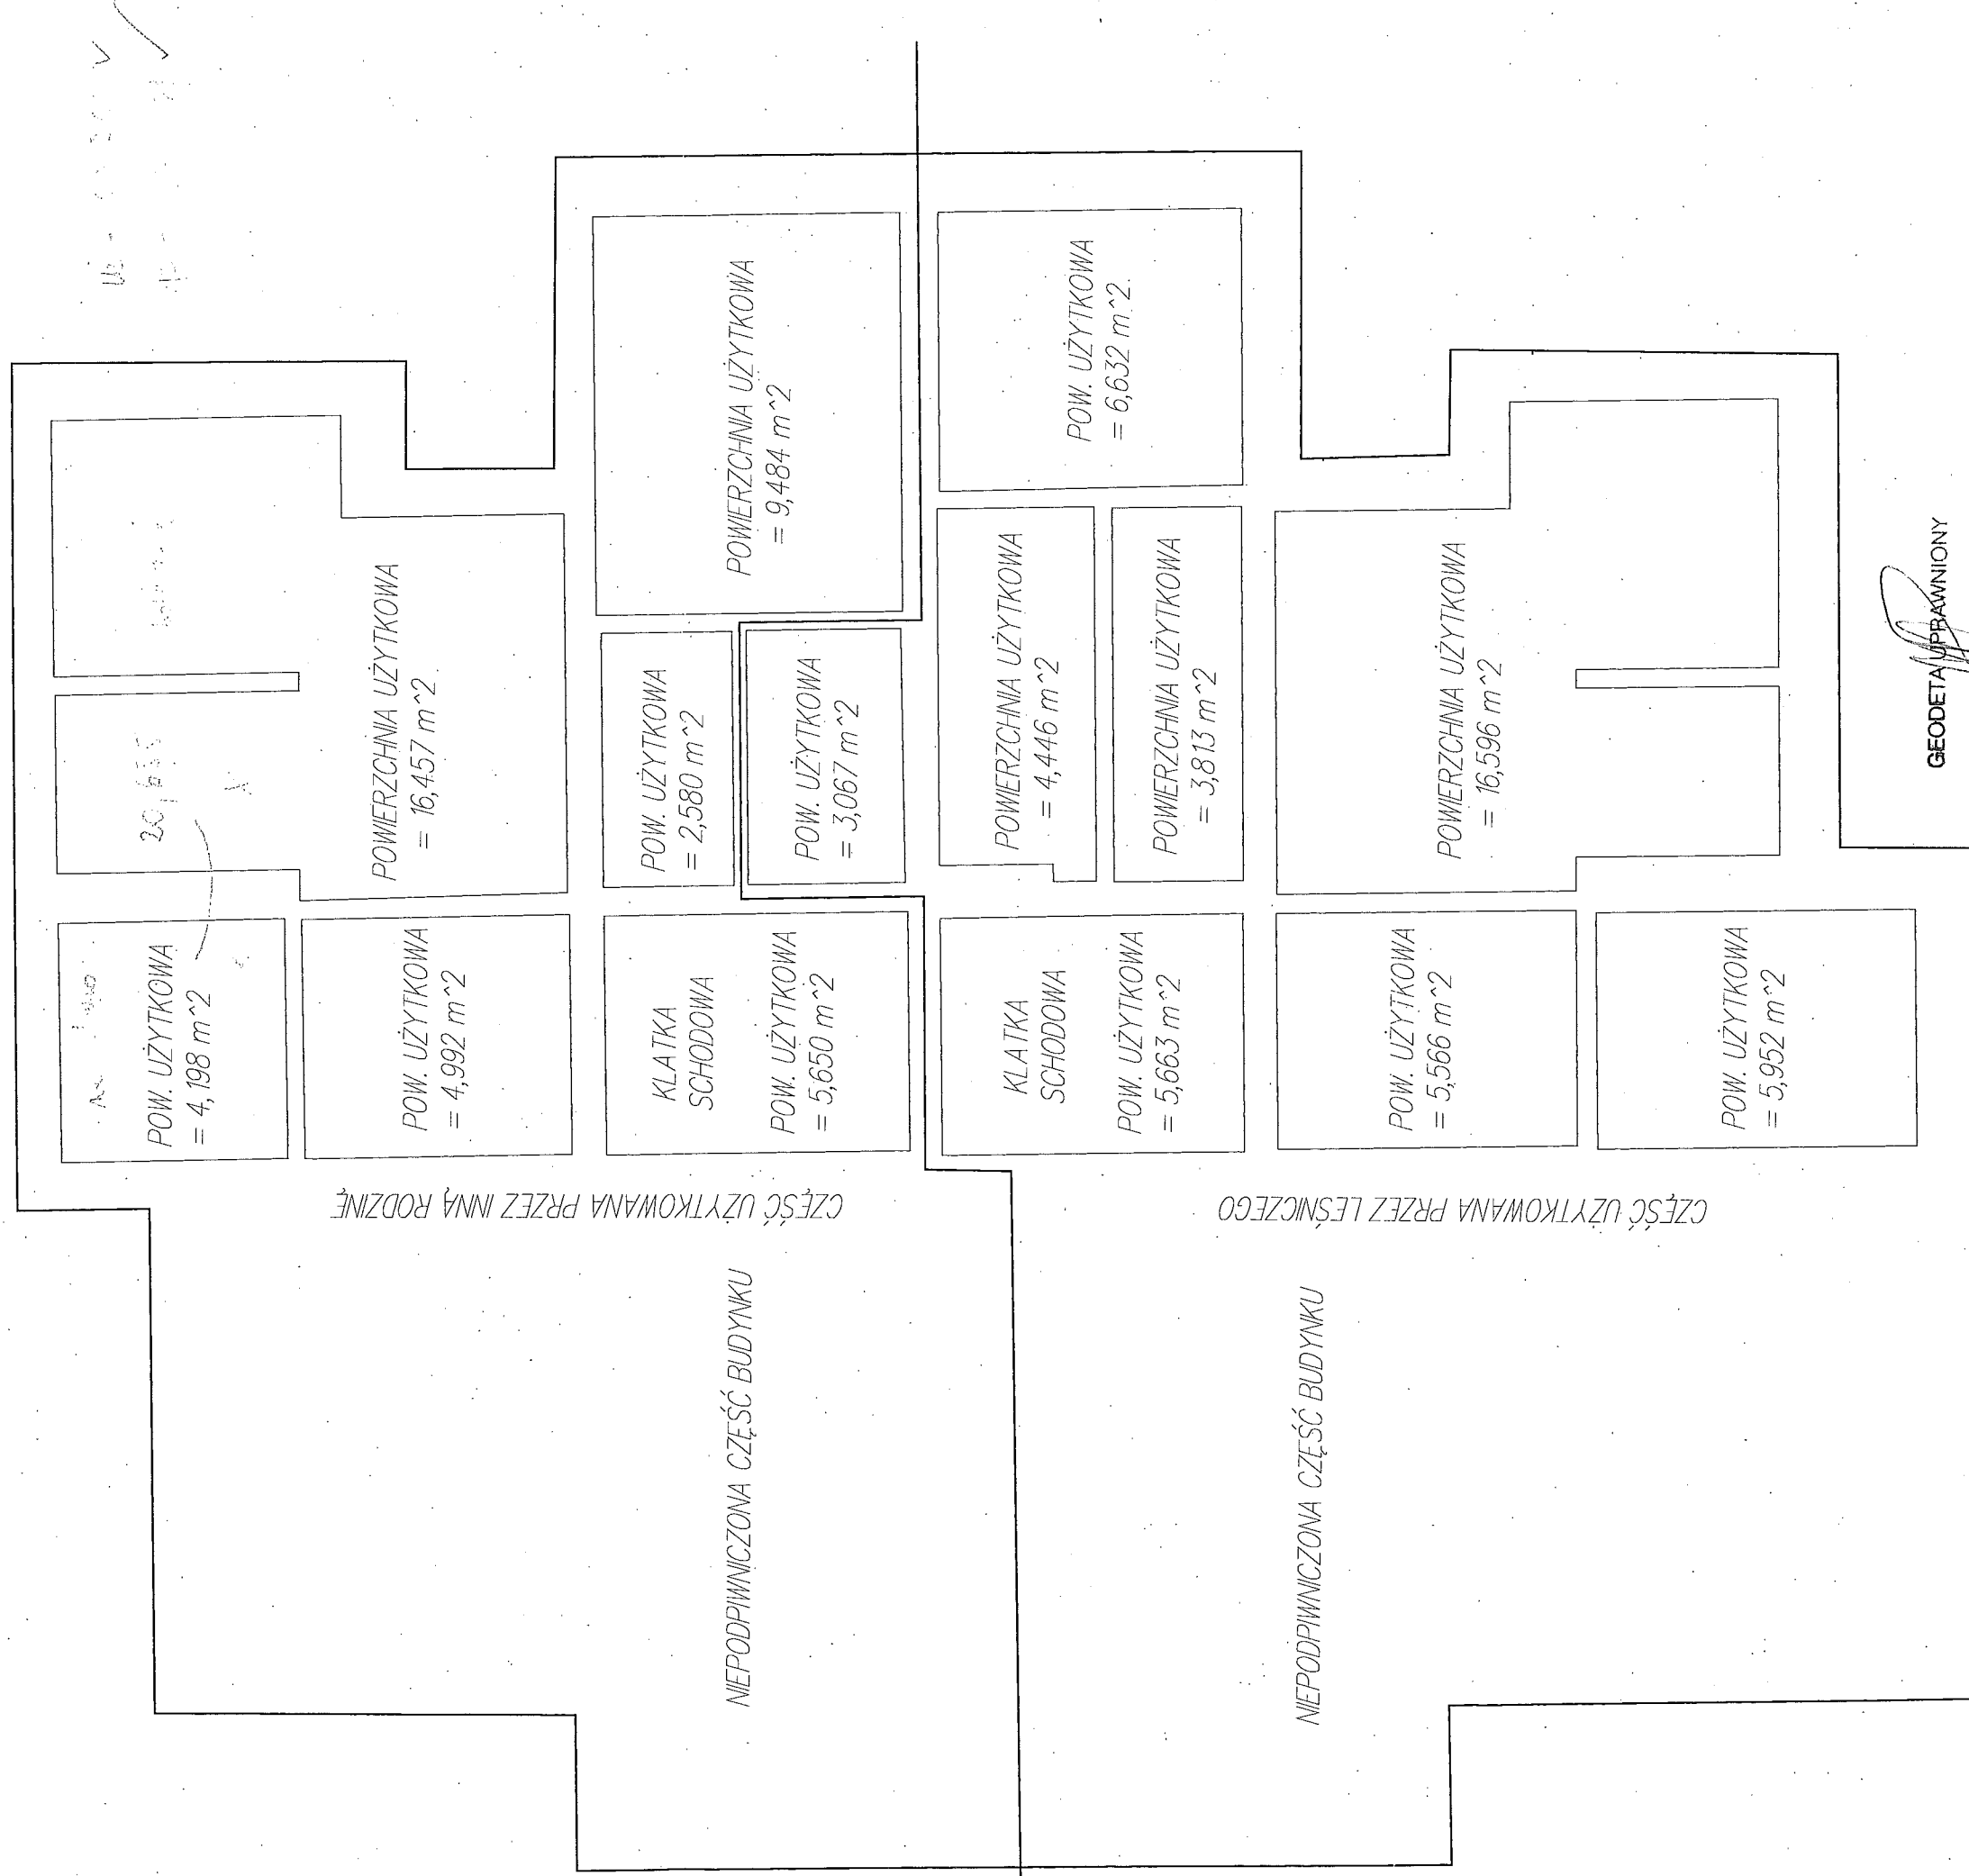 POWIERZCHNIA UŻYTKOWA
= 16,457 m^2
POW. UŻYTKOWA
= 4,198 m^2
20,655
POW. UŻYTKOWA
= 4,992 m^2
POWIERZCHNIA UŻYTKOWA
= 9,484 m^2
POW. UŻYTKOWA
= 2,580 m^2
KLATKA
SCHODOWA
POW. UŻYTKOWA
= 5,650 m^2
POW. UŻYTKOWA
= 3,067 m^2
CZĘŚĆ UŻYTKOWANA PRZEZ INNĄ RODZINĘ
NIEPODPIWNICZONA CZĘŚĆ BUDYNKU
POW. UŻYTKOWA
= 6,632 m^2
POWIERZCHNIA UŻYTKOWA
= 4,446 m^2
POWIERZCHNIA UŻYTKOWA
= 3,813 m^2
KLATKA
SCHODOWA
POW. UŻYTKOWA
= 5,663 m^2
POWIERZCHNIA UŻYTKOWA
= 16,596 m^2
POW. UŻYTKOWA
= 5,566 m^2
POW. UŻYTKOWA
= 5,952 m^2
CZĘŚĆ UŻYTKOWANA PRZEZ LEŚNICZEGO
NIEPODPIWNICZONA CZĘŚĆ BUDYNKU
GEODETA UPRAWNIONY